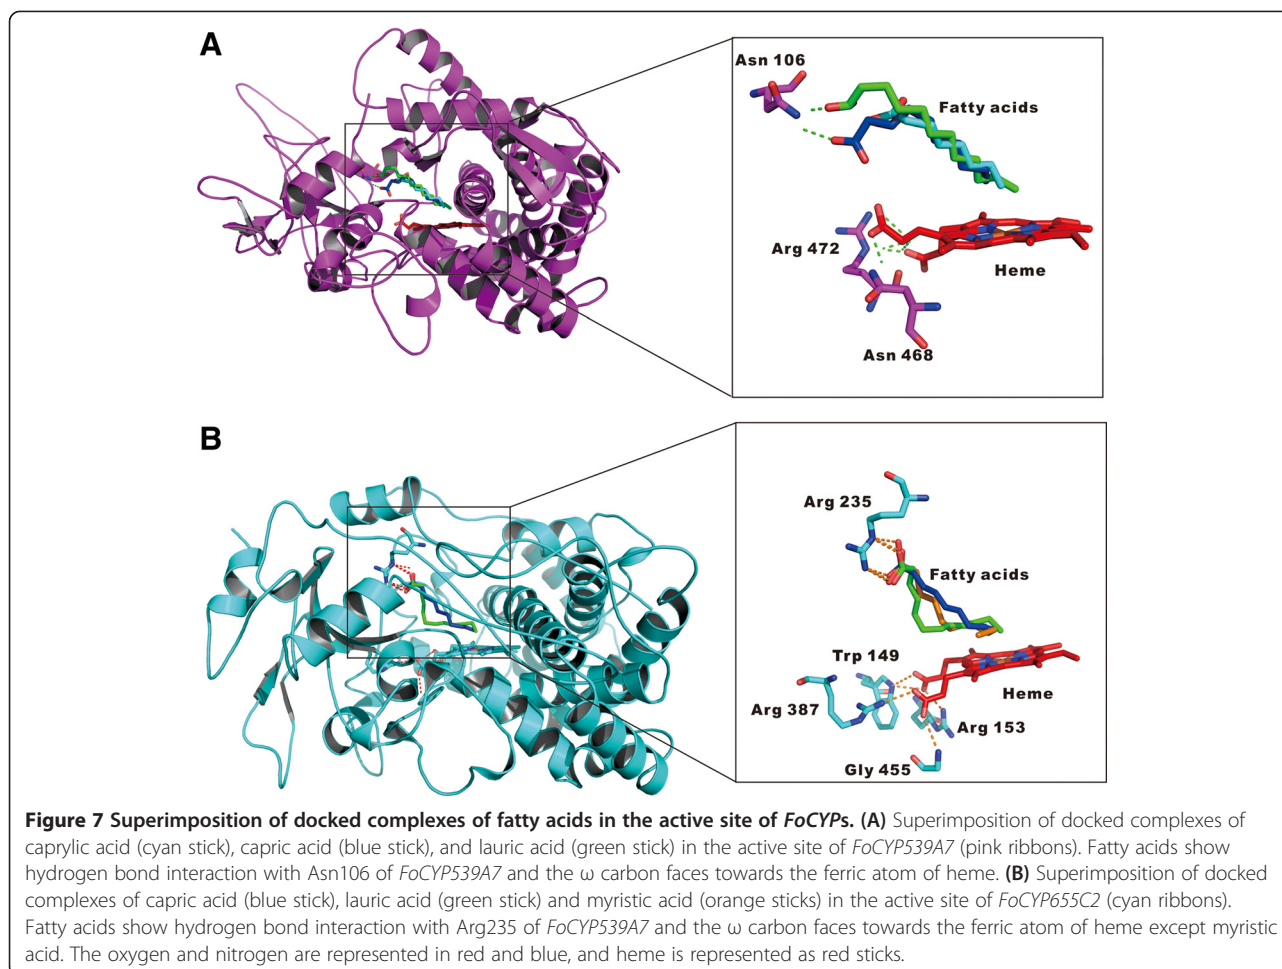 A
Asn 106
Fatty acids
Arg 472
Heme
Asn 468
B
Arg 235
Fatty acids
Trp 149
Heme
Arg 387
Arg 153
Gly 455
Figure 7 Superimposition of docked complexes of fatty acids in the active site of FoCYPs. (A) Superimposition of docked complexes of
caprylic acid (cyan stick), capric acid (blue stick), and lauric acid (green stick) in the active site of FoCYP539A7 (pink ribbons). Fatty acids show
hydrogen bond interaction with Asn106 of FoCYP539A7 and the ω carbon faces towards the ferric atom of heme. (B) Superimposition of docked
complexes of capric acid (blue stick), lauric acid (green stick) and myristic acid (orange sticks) in the active site of FoCYP655C2 (cyan ribbons).
Fatty acids show hydrogen bond interaction with Arg235 of FoCYP539A7 and the ω carbon faces towards the ferric atom of heme except myristic
acid. The oxygen and nitrogen are represented in red and blue, and heme is represented as red sticks.